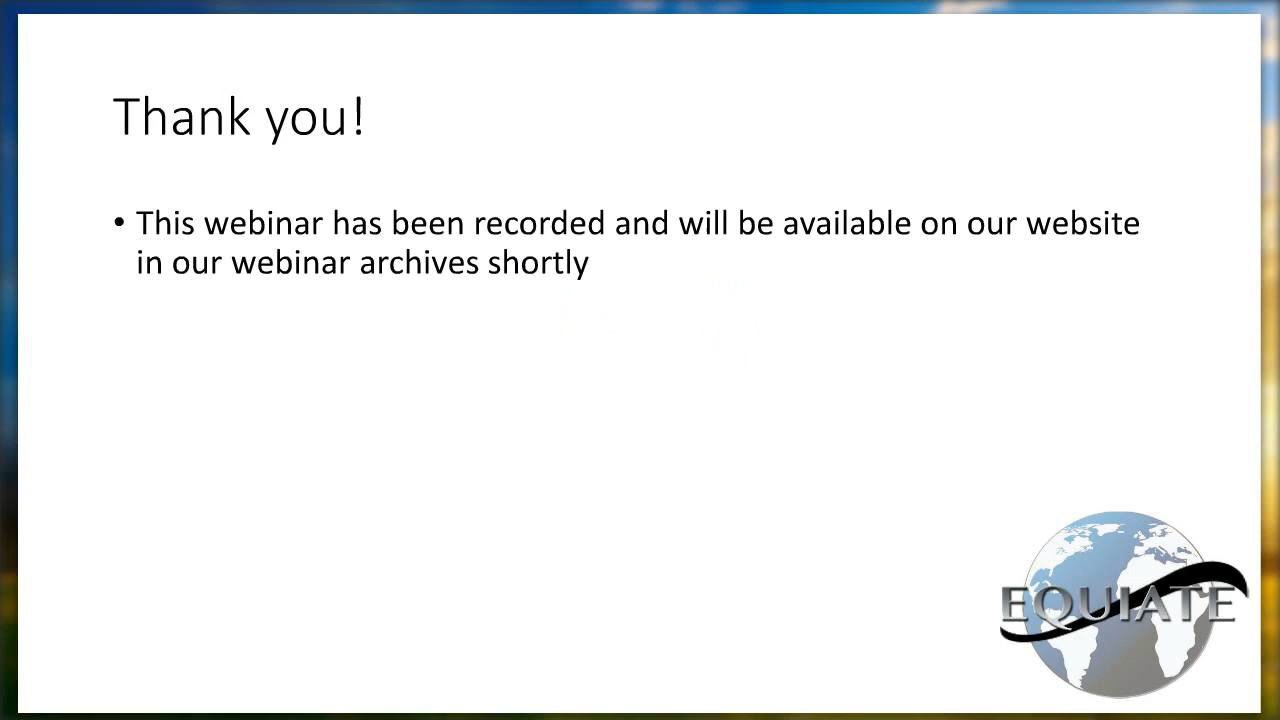 Thank you!
• This webinar has been recorded and will be available on our website
in our webinar archives shortly
EQUIATE